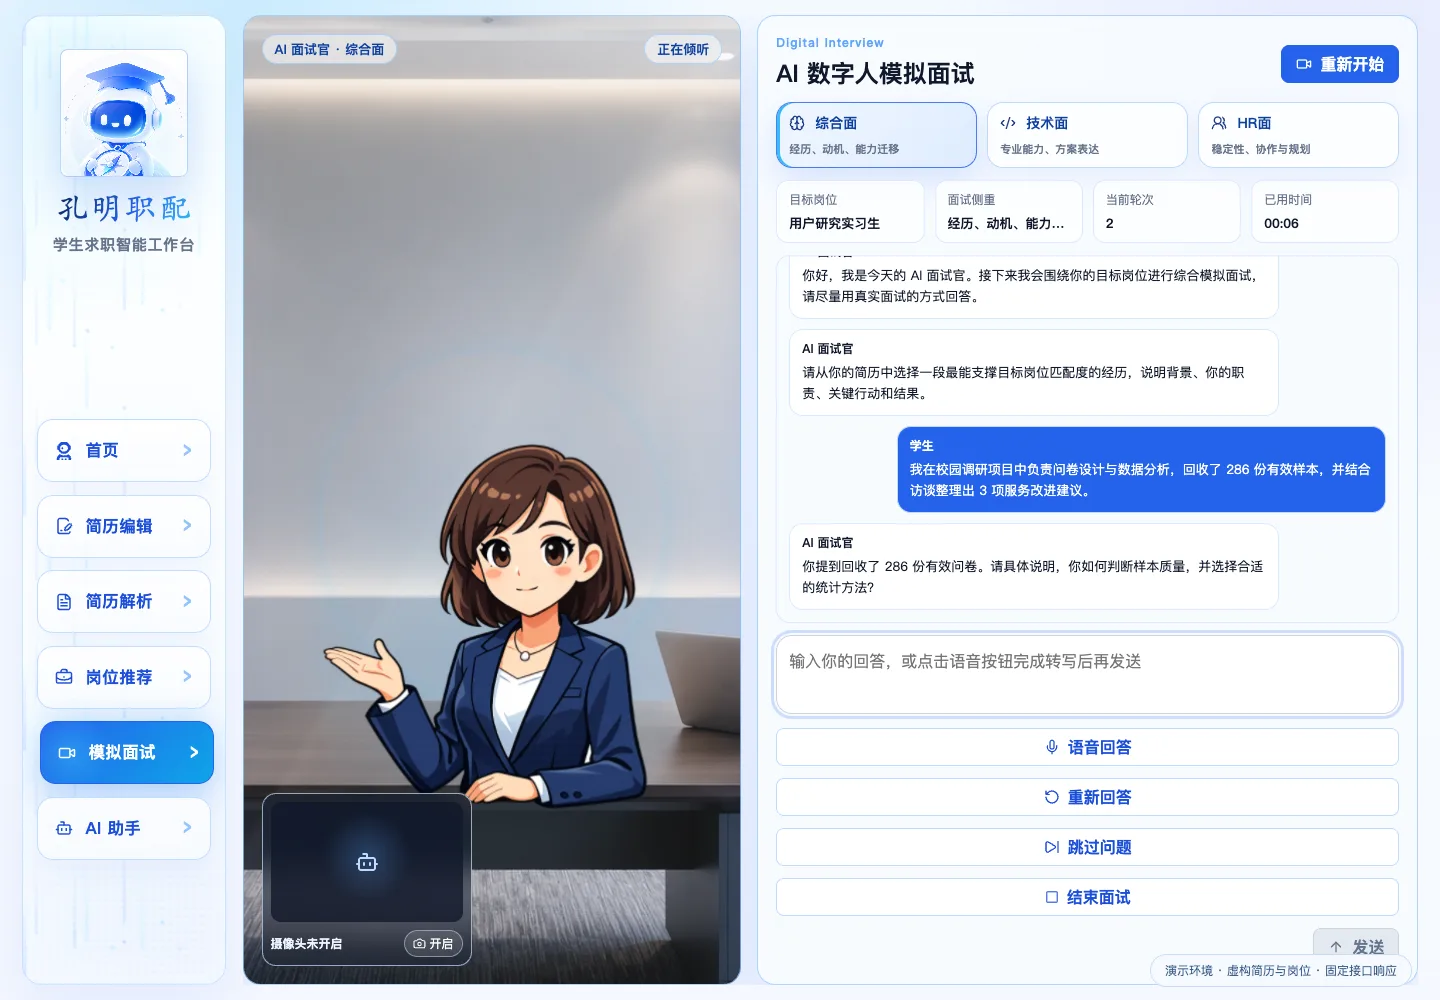 孔明职配
学生求职智能工作台
首页
简历编辑
简历解析
岗位推荐
模拟面试
AI 助手
AI 面试官 · 综合面
正在倾听
摄像头未开启
开启
Digital Interview
AI 数字人模拟面试
重新开始
综合面
经历、动机、能力迁移
技术面
专业能力、方案表达
HR面
稳定性、协作与规划
目标岗位
用户研究实习生
面试侧重
经历、动机、能力...
当前轮次
2
已用时间
00:06
你好，我是今天的 AI 面试官。接下来我会围绕你的目标岗位进行综合模拟面试，
请尽量用真实面试的方式回答。
AI 面试官
请从你的简历中选择一段最能支撑目标岗位匹配度的经历，说明背景、你的职
责、关键行动和结果。
学生
我在校园调研项目中负责问卷设计与数据分析，回收了 286 份有效样本，并结合
访谈整理出 3 项服务改进建议。
AI 面试官
你提到回收了 286 份有效问卷。请具体说明，你如何判断样本质量，并选择合适
的统计方法?
输入你的回答，或点击语音按钮完成转写后再发送
语音回答
重新回答
跳过问题
结束面试
发送
演示环境 · 虚构简历与岗位 · 固定接口响应